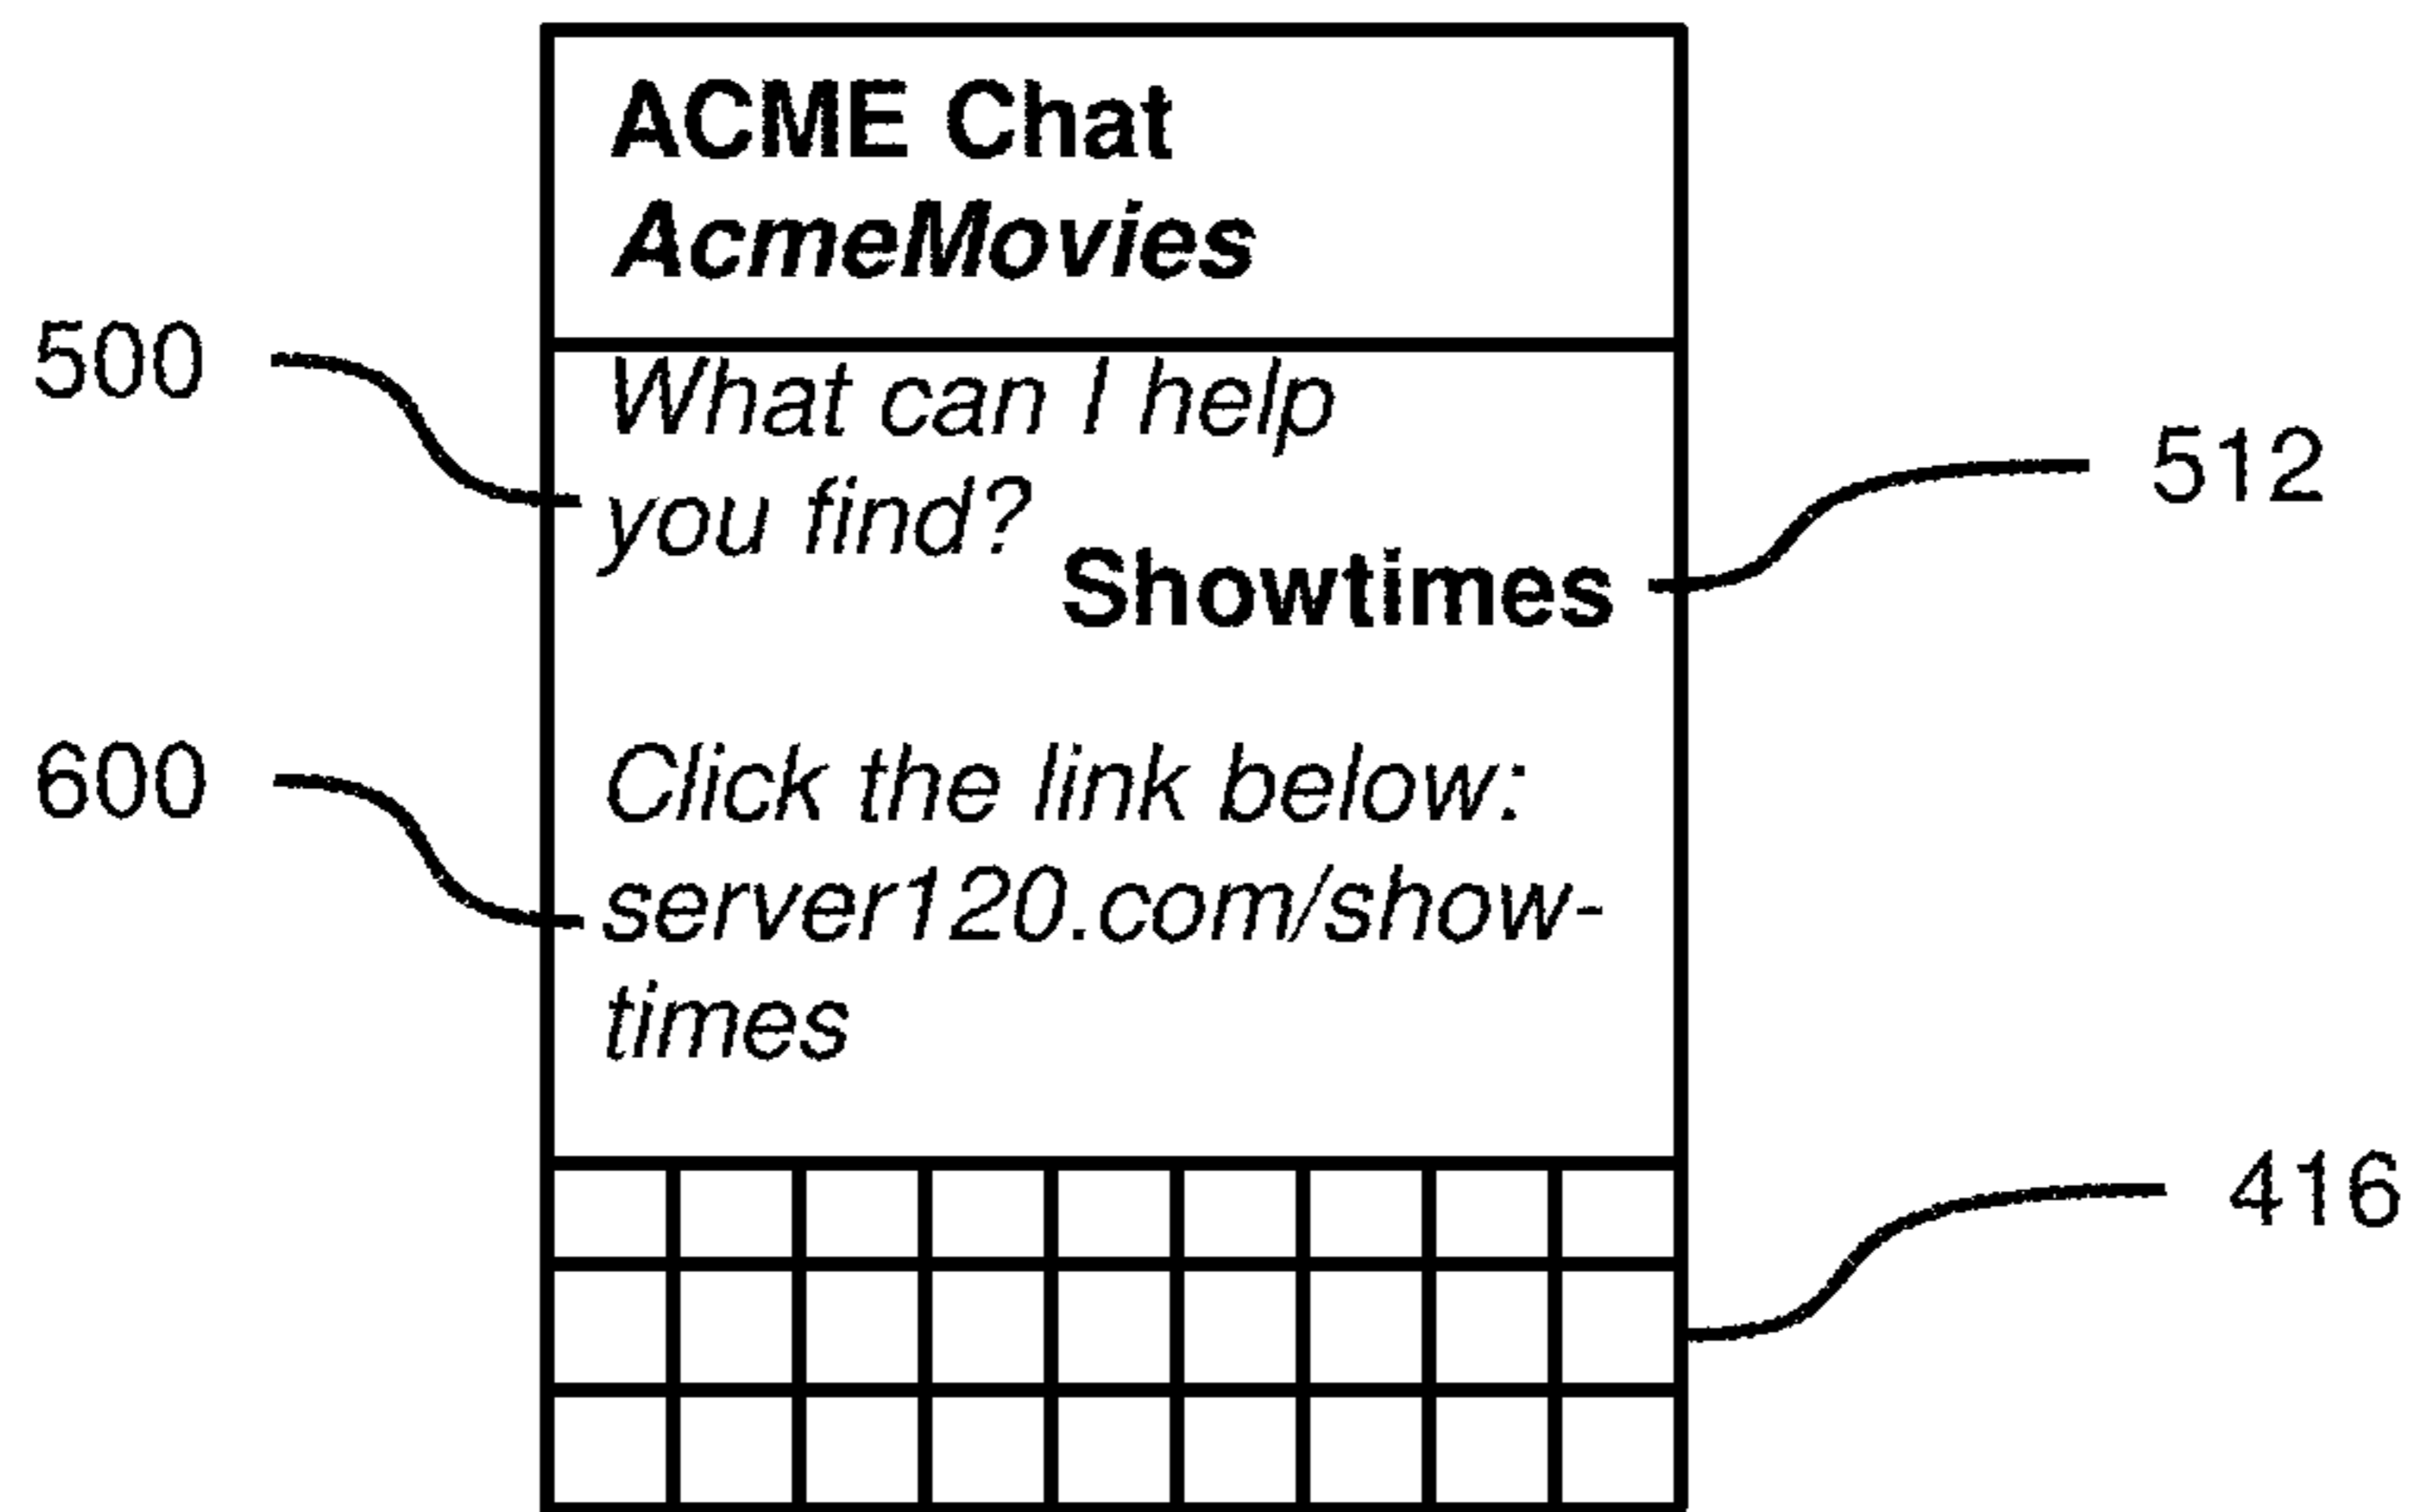 ACME Chat
AcmeMovies
500
What can I help
you find?
512
Showtimes
600
Click the link below:
server120.com/show-
times
416